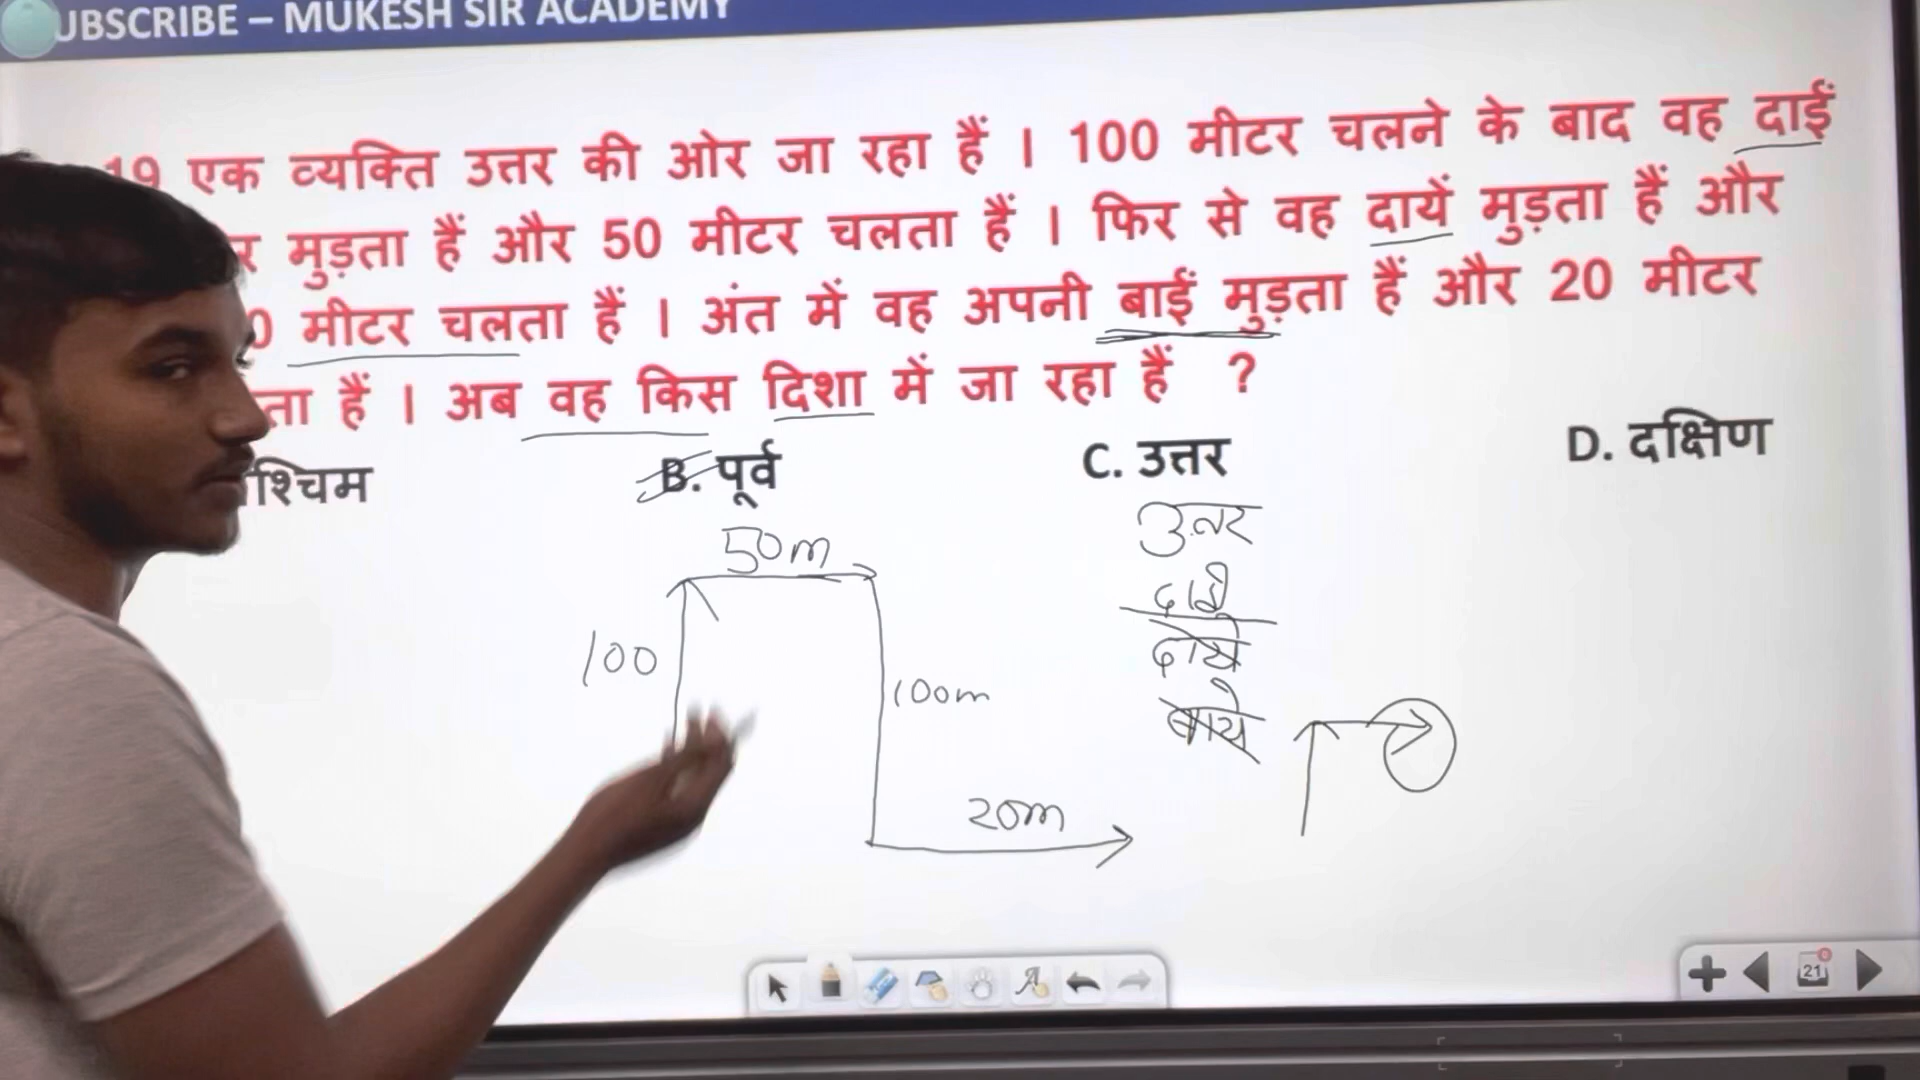 UBSCRIBE – MUKESH SIR ACADEMY
19 एक व्यक्ति उत्तर की ओर जा रहा हैं । 100 मीटर चलने के बाद वह दाईं
र मुड़ता हैं और 50 मीटर चलता हैं । फिर से वह दायें मुड़ता हैं और
0 मीटर चलता हैं । अंत में वह अपनी बाईं मुड़ता हैं और 20 मीटर
ता हैं । अब वह किस दिशा में जा रहा हैं ?
श्चिम B. पूर्व C. उत्तर D. दक्षिण
50m
उत्तर
दाई
100
दाये
100m
बाये
20m
21